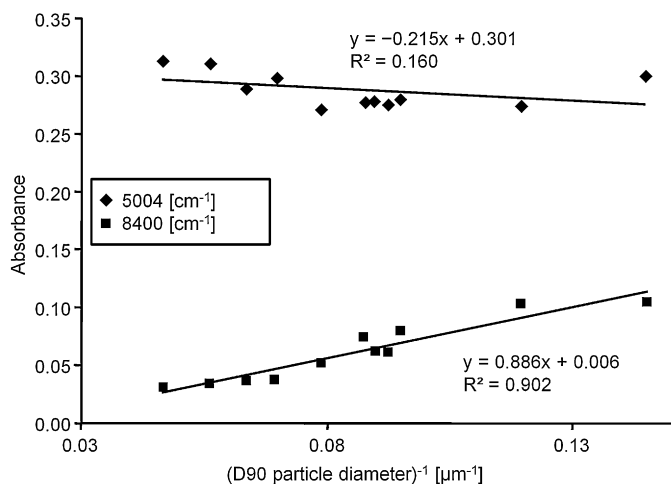 0.35
y = −0.215x + 0.301
R² = 0.160
0.30
0.25
0.20
5004 [cm⁻¹]
8400 [cm⁻¹]
0.15
0.10
0.05
y = 0.886x + 0.006
R² = 0.902
0.00
0.03 0.08 0.13
(D90 particle diameter)⁻¹ [μm⁻¹]
Absorbance